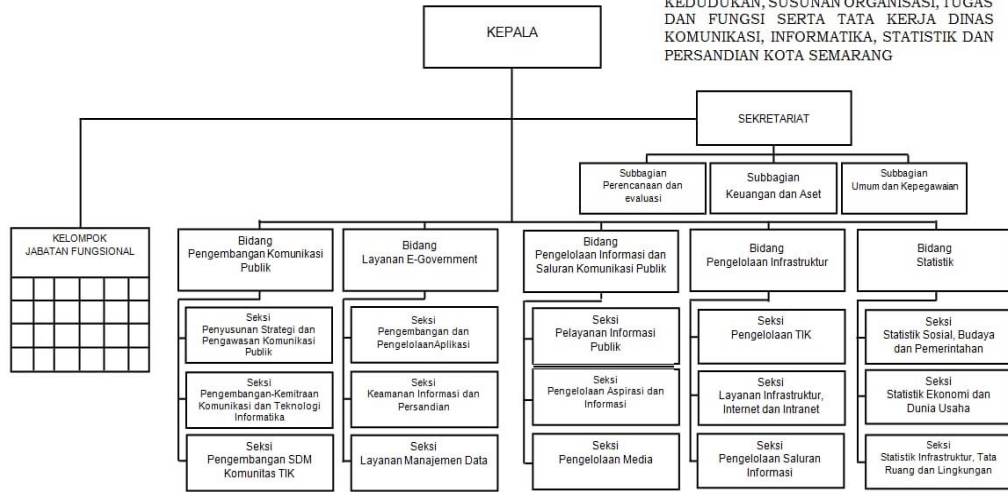 KEDUDUKAN, SUSUNAN ORGANISASI, TUGAS
DAN FUNGSI SERTA TATA KERJA DINAS
KOMUNIKASI, INFORMATIKA, STATISTIK DAN
PERSANDIAN KOTA SEMARANG
KEPALA
SEKRETARIAT
Subbagian
Perencanaan dan
evaluasi
Subbagian
Keuangan dan Aset
Subbagian
Umum dan Kepegawaian
KELOMPOK
JABATAN FUNGSIONAL
Bidang
Pengembangan Komunikasi
Publik
Seksi
Penyusunan Strategi dan
Pengawasan Komunikasi
Publik
Seksi
Pengembangan-Kemitraan
Komunikasi dan Teknologi
Informatika
Seksi
Pengembangan SDM
Komunitas TIK
Bidang
Layanan E-Government
Seksi
Pengembangan dan
PengelolaanAplikasi
Seksi
Keamanan Informasi dan
Persandian
Seksi
Layanan Manajemen Data
Bidang
Pengelolaan Informasi dan
Saluran Komunikasi Publik
Seksi
Pelayanan Informasi
Publik
Seksi
Pengelolaan Aspirasi dan
Informasi
Seksi
Pengelolaan Media
Bidang
Pengelolaan Infrastruktur
Seksi
Pengelolaan TIK
Seksi
Layanan Infrastruktur,
Internet dan Intranet
Seksi
Pengelolaan Saluran
Informasi
Bidang
Statistik
Seksi
Statistik Sosial, Budaya
dan Pemerintahan
Seksi
Statistik Ekonomi dan
Dunia Usaha
Seksi
Statistik Infrastruktur, Tata
Ruang dan Lingkungan